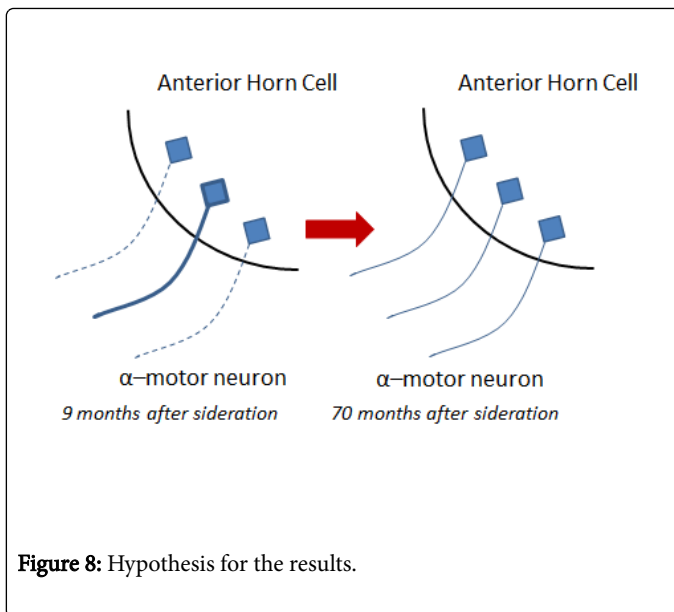 Anterior Horn Cell Anterior Horn Cell
α–motor neuron α–motor neuron
9 months after sideration 70 months after sideration
Figure 8: Hypothesis for the results.